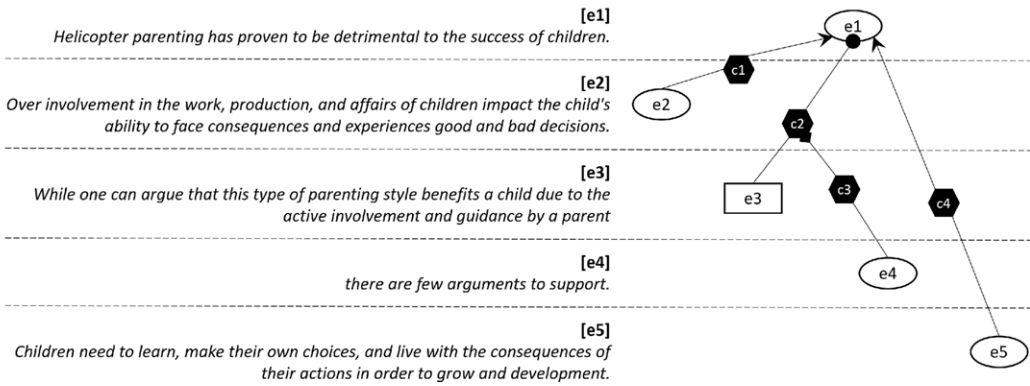 [e1]
Helicopter parenting has proven to be detrimental to the success of children.
[e2]
Over involvement in the work, production, and affairs of children impact the child's
ability to face consequences and experiences good and bad decisions.
[e3]
While one can argue that this type of parenting style benefits a child due to the
active involvement and guidance by a parent
[e4]
there are few arguments to support.
[e5]
Children need to learn, make their own choices, and live with the consequences of
their actions in order to grow and development.
e1
c1
e2
c2
e3
c3
c4
e4
e5